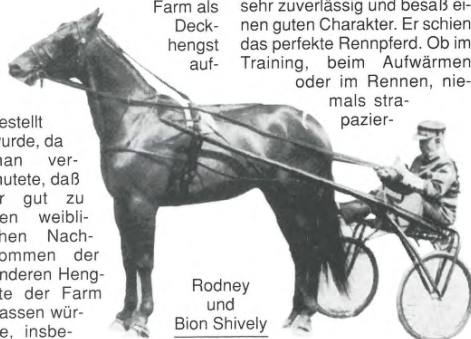 Farm als
Deck-
hengst
auf-
estellt
wurde, da
man ver-
mutete, daß
er gut zu
en weibli-
chen Nach-
ommen der
nderen Heng-
te der Farm
assen wür-
e, insbe-
sehr zuverlässig und besaß ei-
nen guten Charakter. Er schien
das perfekte Rennpferd. Ob im
Training, beim Aufwärmen
oder im Rennen, nie-
mals stra-
pazier-
Rodney
und
Bion Shively